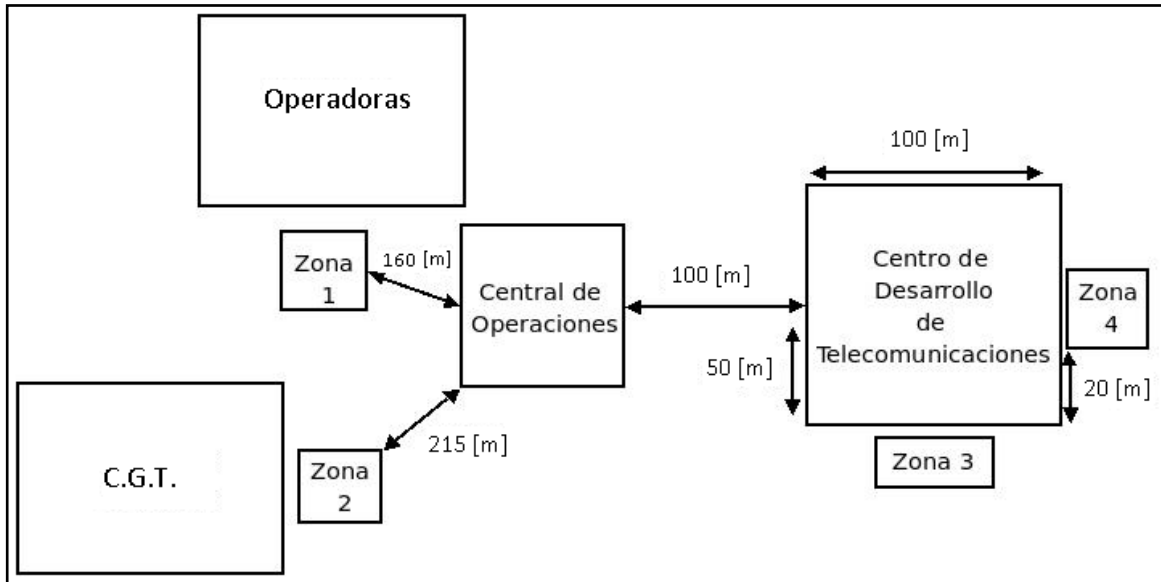 Operadoras
100 [m]
Zona
1
160 [m]
Central de
Operaciones
100 [m]
Centro de
Desarrollo
de
Telecomunicaciones
Zona
4
50 [m]
20 [m]
215 [m]
C.G.T.
Zona
2
Zona 3